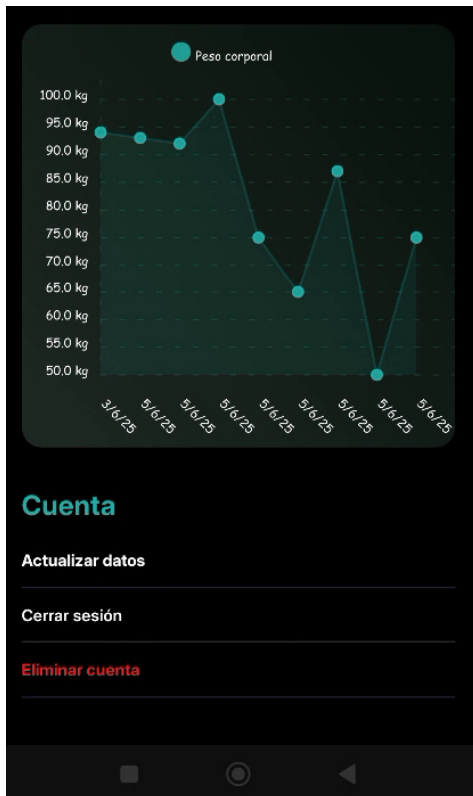 Peso corporal
100.0 kg
95.0 kg
90.0 kg
85.0 kg
80.0 kg
75.0 kg
70.0 kg
65.0 kg
60.0 kg
55.0 kg
50.0 kg
3/6/25 5/6/25 5/6/25 5/6/25 5/6/25 5/6/25 5/6/25 5/6/25 5/6/25
Cuenta
Actualizar datos
Cerrar sesión
Eliminar cuenta